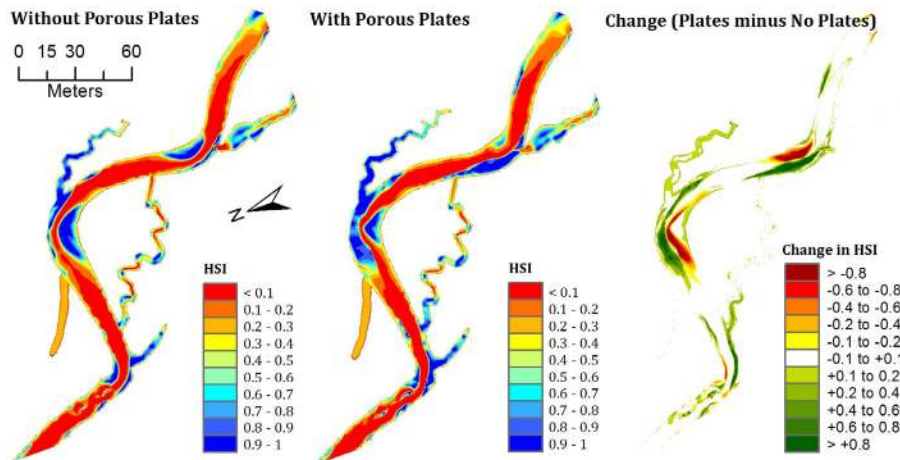 Without Porous Plates
0 15 30 60
Meters
HSI
< 0.1
0.1 - 0.2
0.2 - 0.3
0.3 - 0.4
0.4 - 0.5
0.5 - 0.6
0.6 - 0.7
0.7 - 0.8
0.8 - 0.9
0.9 - 1
With Porous Plates
N
HSI
< 0.1
0.1 - 0.2
0.2 - 0.3
0.3 - 0.4
0.4 - 0.5
0.5 - 0.6
0.6 - 0.7
0.7 - 0.8
0.8 - 0.9
0.9 - 1
Change (Plates minus No Plates)
Change in HSI
> -0.8
-0.6 to -0.8
-0.4 to -0.6
-0.2 to -0.4
-0.1 to -0.2
-0.1 to +0.1
+0.1 to 0.2
+0.2 to 0.4
+0.4 to 0.6
+0.6 to 0.8
> +0.8